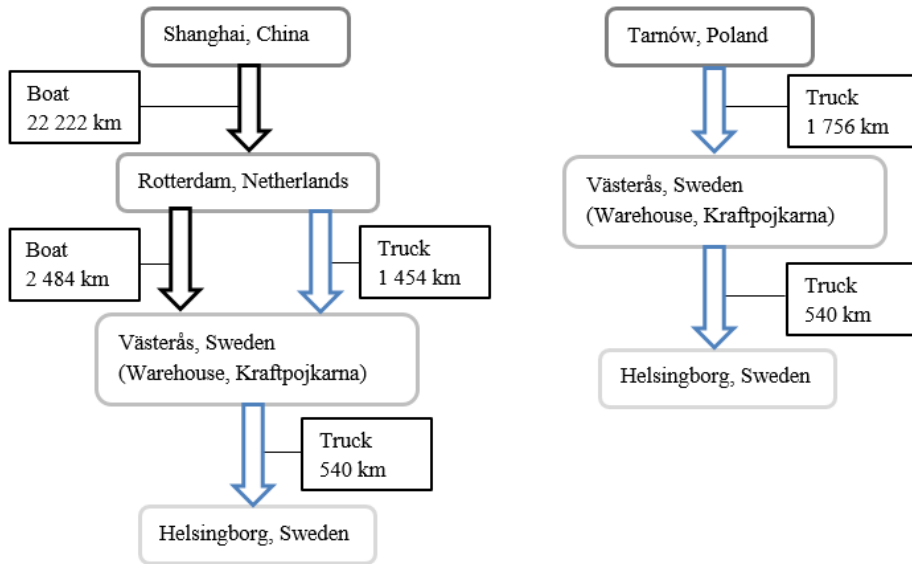 Shanghai, China
Boat
22 222 km
Rotterdam, Netherlands
Boat
2 484 km
Truck
1 454 km
Västerås, Sweden
(Warehouse, Kraftpojkarna)
Truck
540 km
Helsingborg, Sweden
Tarnów, Poland
Truck
1 756 km
Västerås, Sweden
(Warehouse, Kraftpojkarna)
Truck
540 km
Helsingborg, Sweden